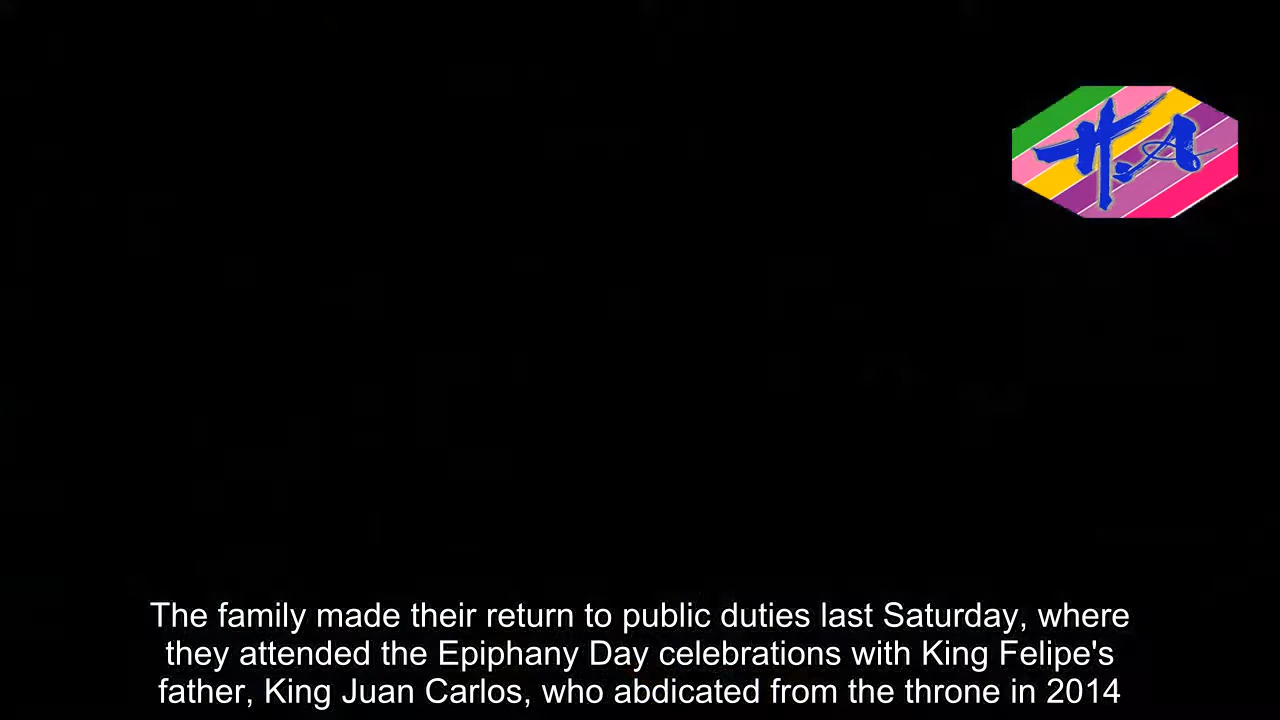 H.A
The family made their return to public duties last Saturday, where
they attended the Epiphany Day celebrations with King Felipe's
father, King Juan Carlos, who abdicated from the throne in 2014